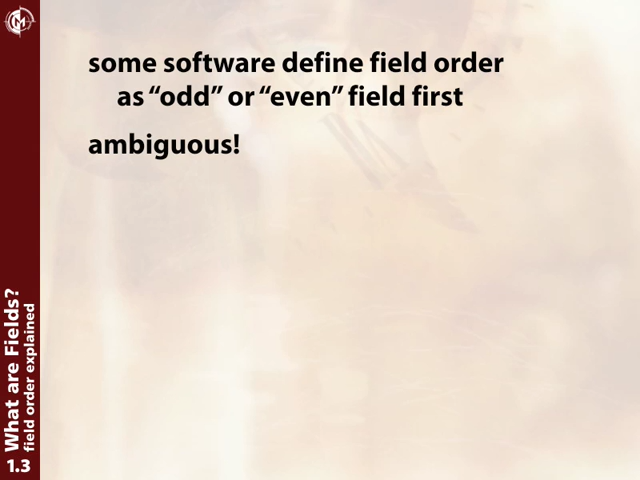 some software define field order
as “odd” or “even” field first
ambiguous!
What are Fields?
field order explained
1.3